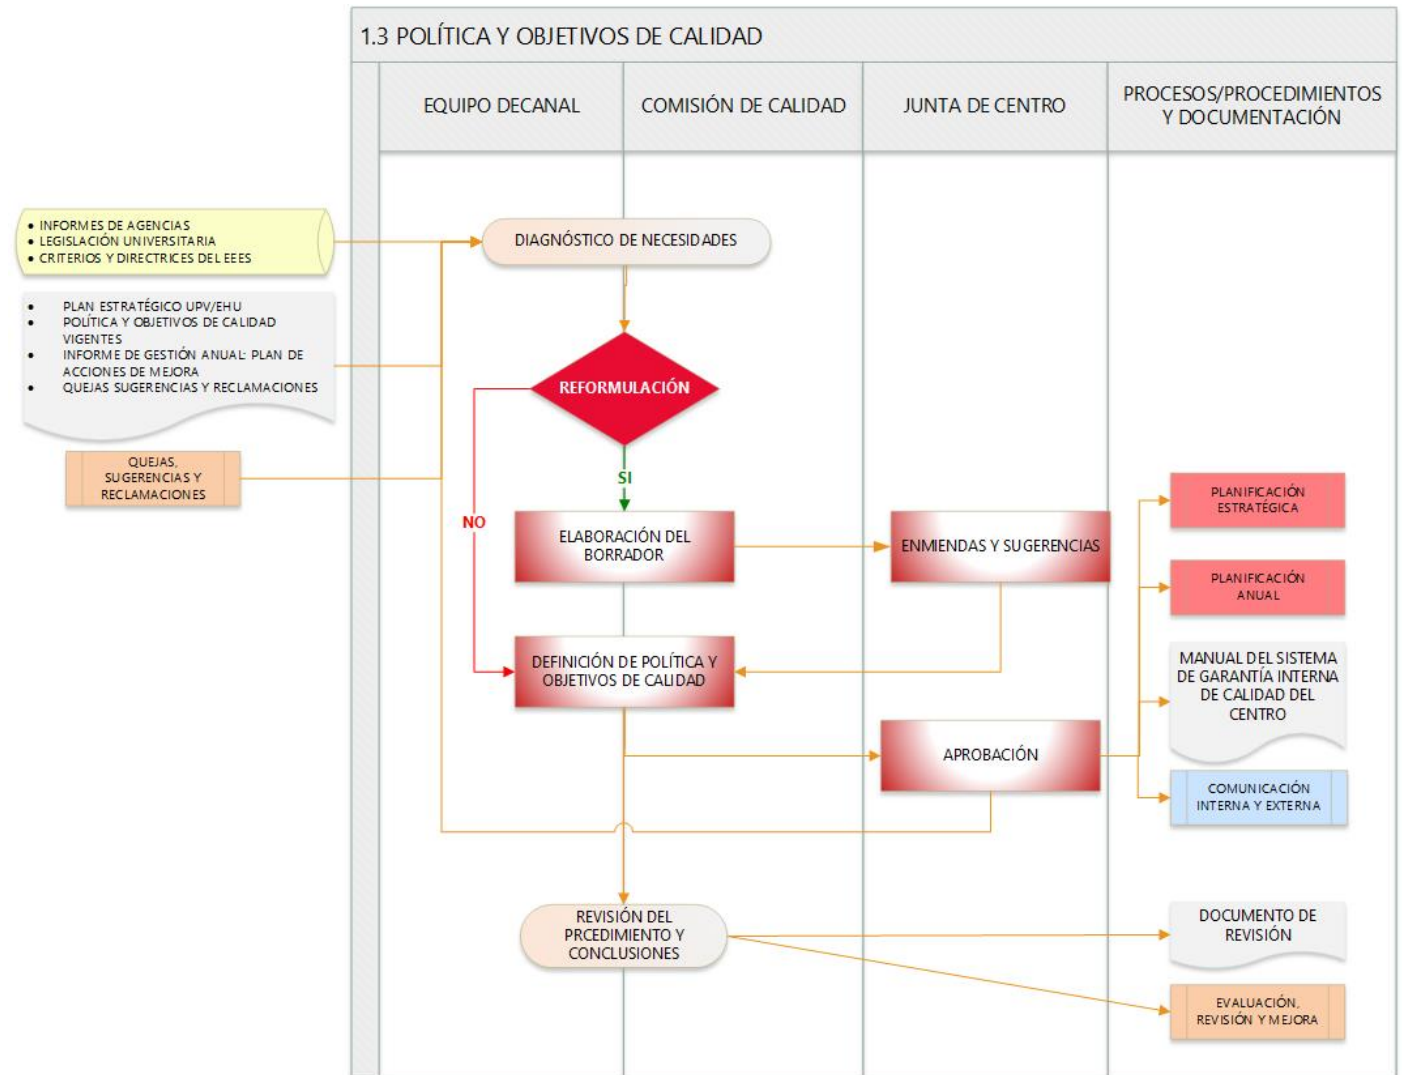 1.3 POLÍTICA Y OBJETIVOS DE CALIDAD
EQUIPO DECANAL
COMISIÓN DE CALIDAD
JUNTA DE CENTRO
PROCESOS/PROCEDIMIENTOS
Y DOCUMENTACIÓN
• INFORMES DE AGENCIAS
• LEGISLACIÓN UNIVERSITARIA
• CRITERIOS Y DIRECTRICES DEL EEES
DIAGNÓSTICO DE NECESIDADES
• PLAN ESTRATÉGICO UPV/EHU
• POLÍTICA Y OBJETIVOS DE CALIDAD
VIGENTES
• INFORME DE GESTIÓN ANUAL: PLAN DE
ACCIONES DE MEJORA
• QUEJAS SUGERENCIAS Y RECLAMACIONES
REFORMULACIÓN
QUEJAS,
SUGERENCIAS Y
RECLAMACIONES
SI
NO
PLANIFICACIÓN
ESTRATÉGICA
ELABORACIÓN DEL
BORRADOR
ENMIENDAS Y SUGERENCIAS
PLANIFICACIÓN
ANUAL
DEFINICIÓN DE POLÍTICA Y
OBJETIVOS DE CALIDAD
MANUAL DEL SISTEMA
DE GARANTÍA INTERNA
DE CALIDAD DEL
CENTRO
APROBACIÓN
COMUNICACIÓN
INTERNA Y EXTERNA
REVISIÓN DEL
PRCEDIMIENTO Y
CONCLUSIONES
DOCUMENTO DE
REVISIÓN
EVALUACIÓN,
REVISIÓN Y MEJORA